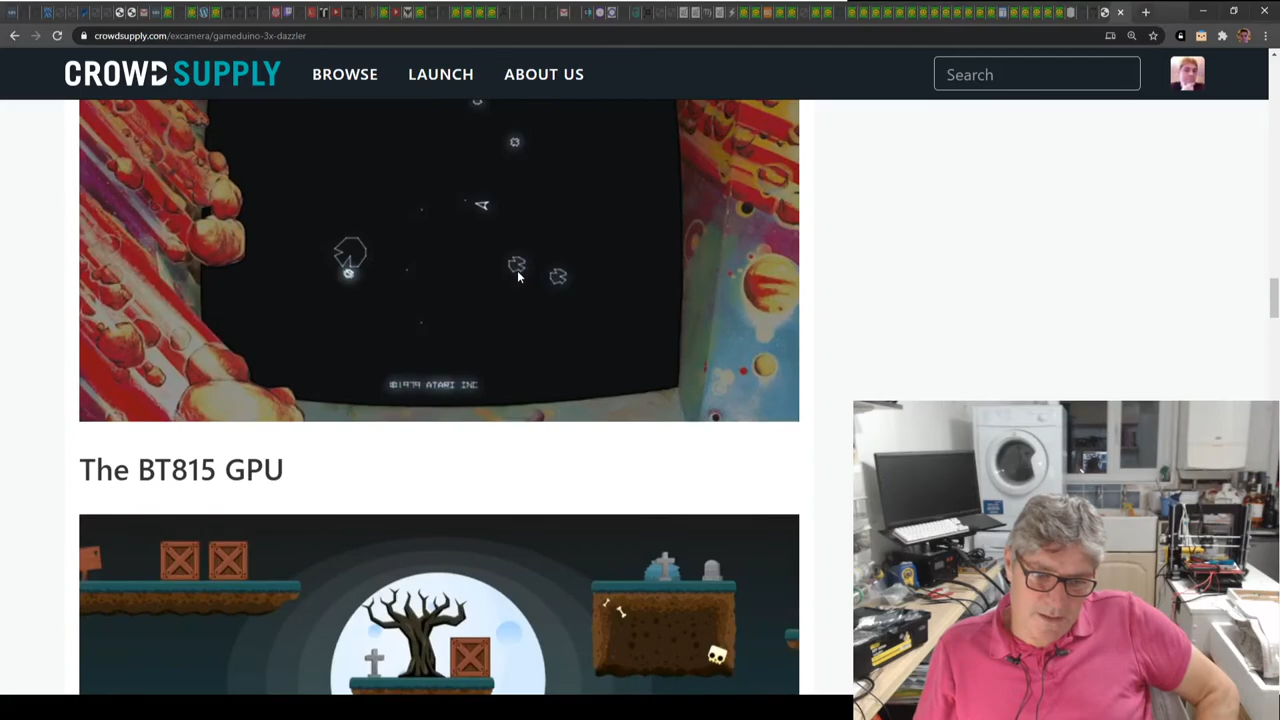 crowdsupply.com/excamera/gameduino-3x-dazzler
CROWD SUPPLY
BROWSE
LAUNCH
ABOUT US
Search
©1979 ATARI INC
The BT815 GPU